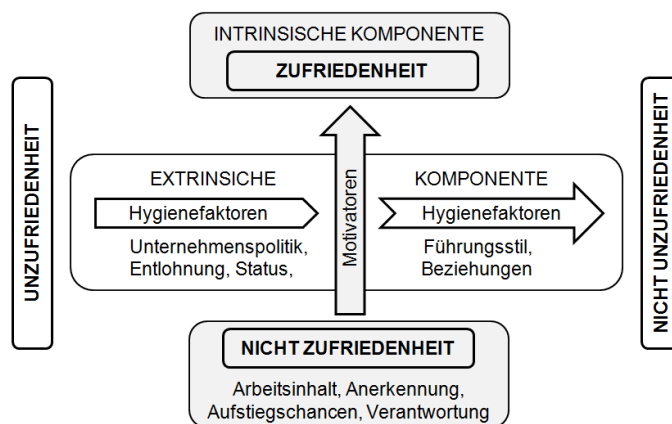 INTRINSISCHE KOMPONENTE
ZUFRIEDENHEIT
UNZUFRIEDENHEIT
EXTRINSICHE
Hygienefaktoren
Unternehmenspolitik,
Entlohnung, Status,
Motivatoren
KOMPONENTE
Hygienefaktoren
Führungsstil,
Beziehungen
NICHT UNZUFRIEDENHEIT
NICHT ZUFRIEDENHEIT
Arbeitsinhalt, Anerkennung,
Aufstiegschancen, Verantwortung